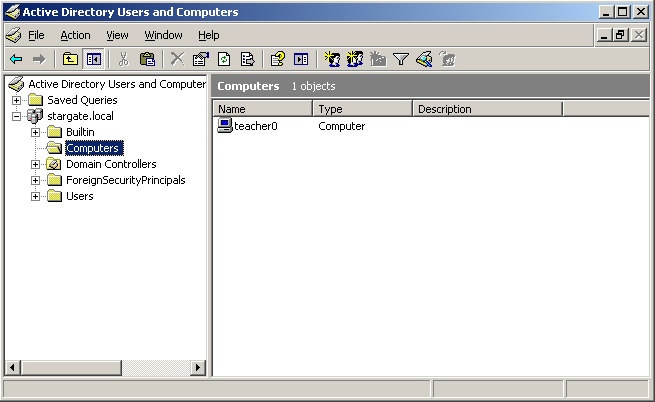 Active Directory Users and Computers
File Action View Window Help
Active Directory Users and Computer
Saved Queries
stargate.local
Builtin
Computers
Domain Controllers
ForeignSecurityPrincipals
Users
Computers 1 objects
Name Type Description
teacher0 Computer